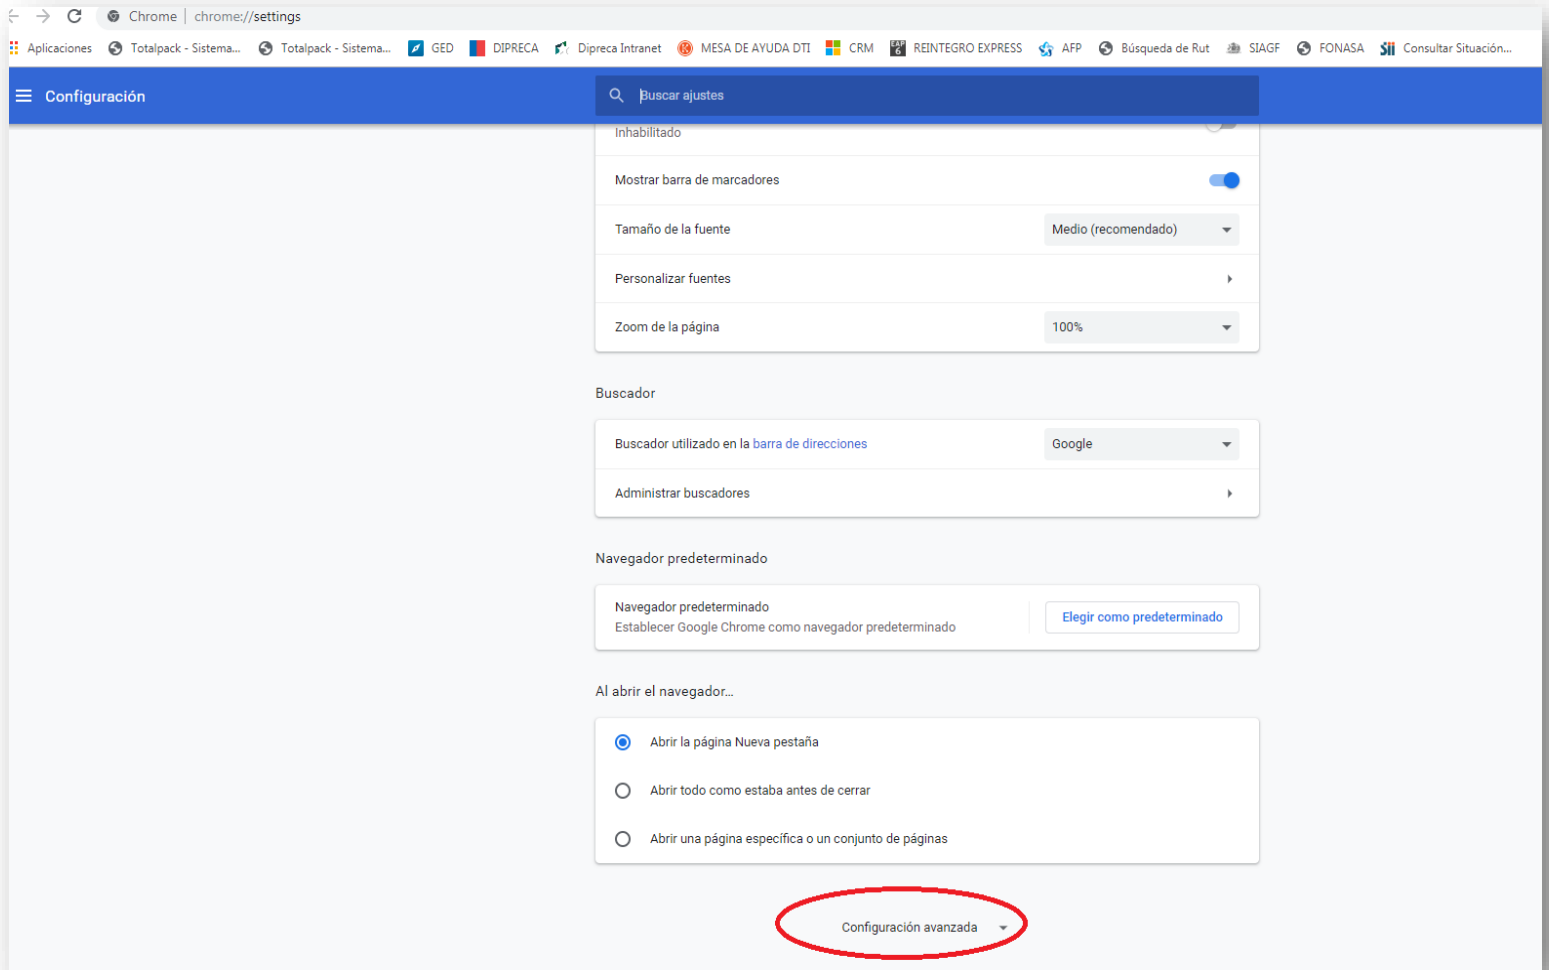 Chrome | chrome://settings
Aplicaciones Totalpack - Sistema... Totalpack - Sistema... GED DIPRECA Dipreca Intranet MESA DE AYUDA DTI CRM EAP 6 REINTEGRO EXPRESS AFP Búsqueda de Rut SIAGF FONASA Sii Consultar Situación...
Configuración Buscar ajustes
Inhabilitado
Mostrar barra de marcadores
Tamaño de la fuente Medio (recomendado)
Personalizar fuentes
Zoom de la página 100%
Buscador
Buscador utilizado en la barra de direcciones Google
Administrar buscadores
Navegador predeterminado
Navegador predeterminado
Establecer Google Chrome como navegador predeterminado Elegir como predeterminado
Al abrir el navegador...
Abrir la página Nueva pestaña
Abrir todo como estaba antes de cerrar
Abrir una página específica o un conjunto de páginas
Configuración avanzada